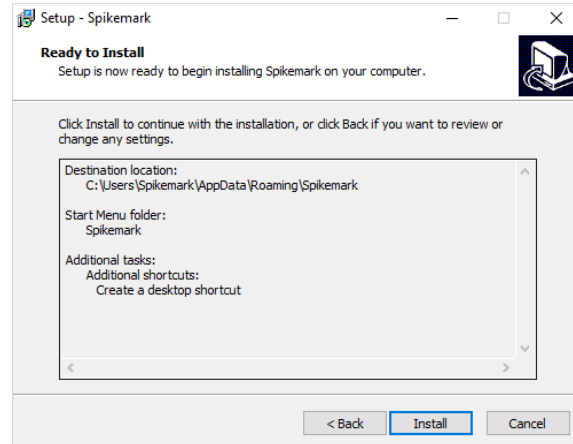 Setup - Spikemark
Ready to Install
Setup is now ready to begin installing Spikemark on your computer.
Click Install to continue with the installation, or click Back if you want to review or
change any settings.
Destination location:
C:\Users\Spikemark\AppData\Roaming\Spikemark
Start Menu folder:
Spikemark
Additional tasks:
Additional shortcuts:
Create a desktop shortcut
< Back
Install
Cancel